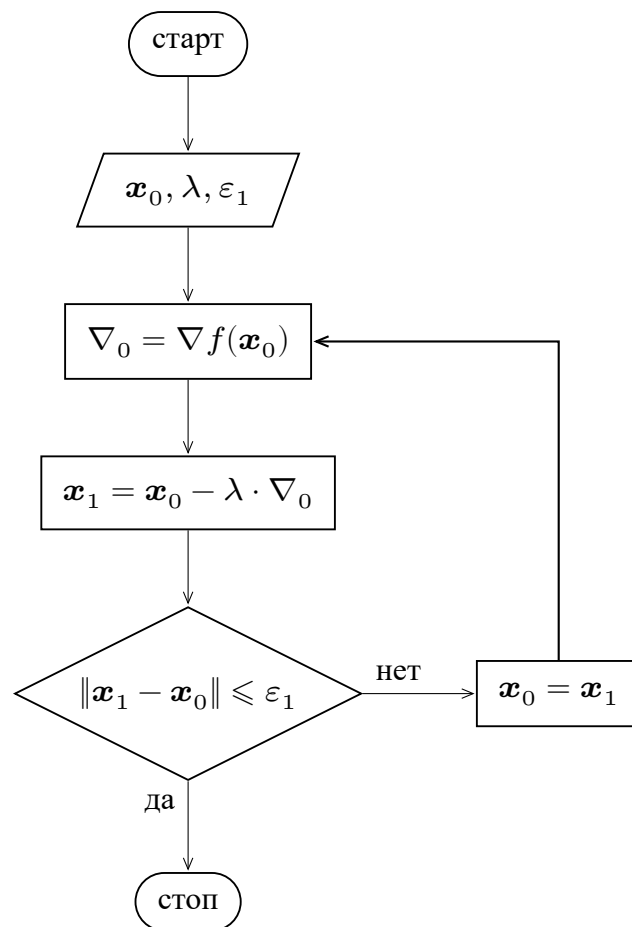 старт
x₀, λ, ε₁
∇₀ = ∇f(x₀)
x₁ = x₀ − λ · ∇₀
‖x₁ − x₀‖ ⩽ ε₁
нет
x₀ = x₁
да
стоп